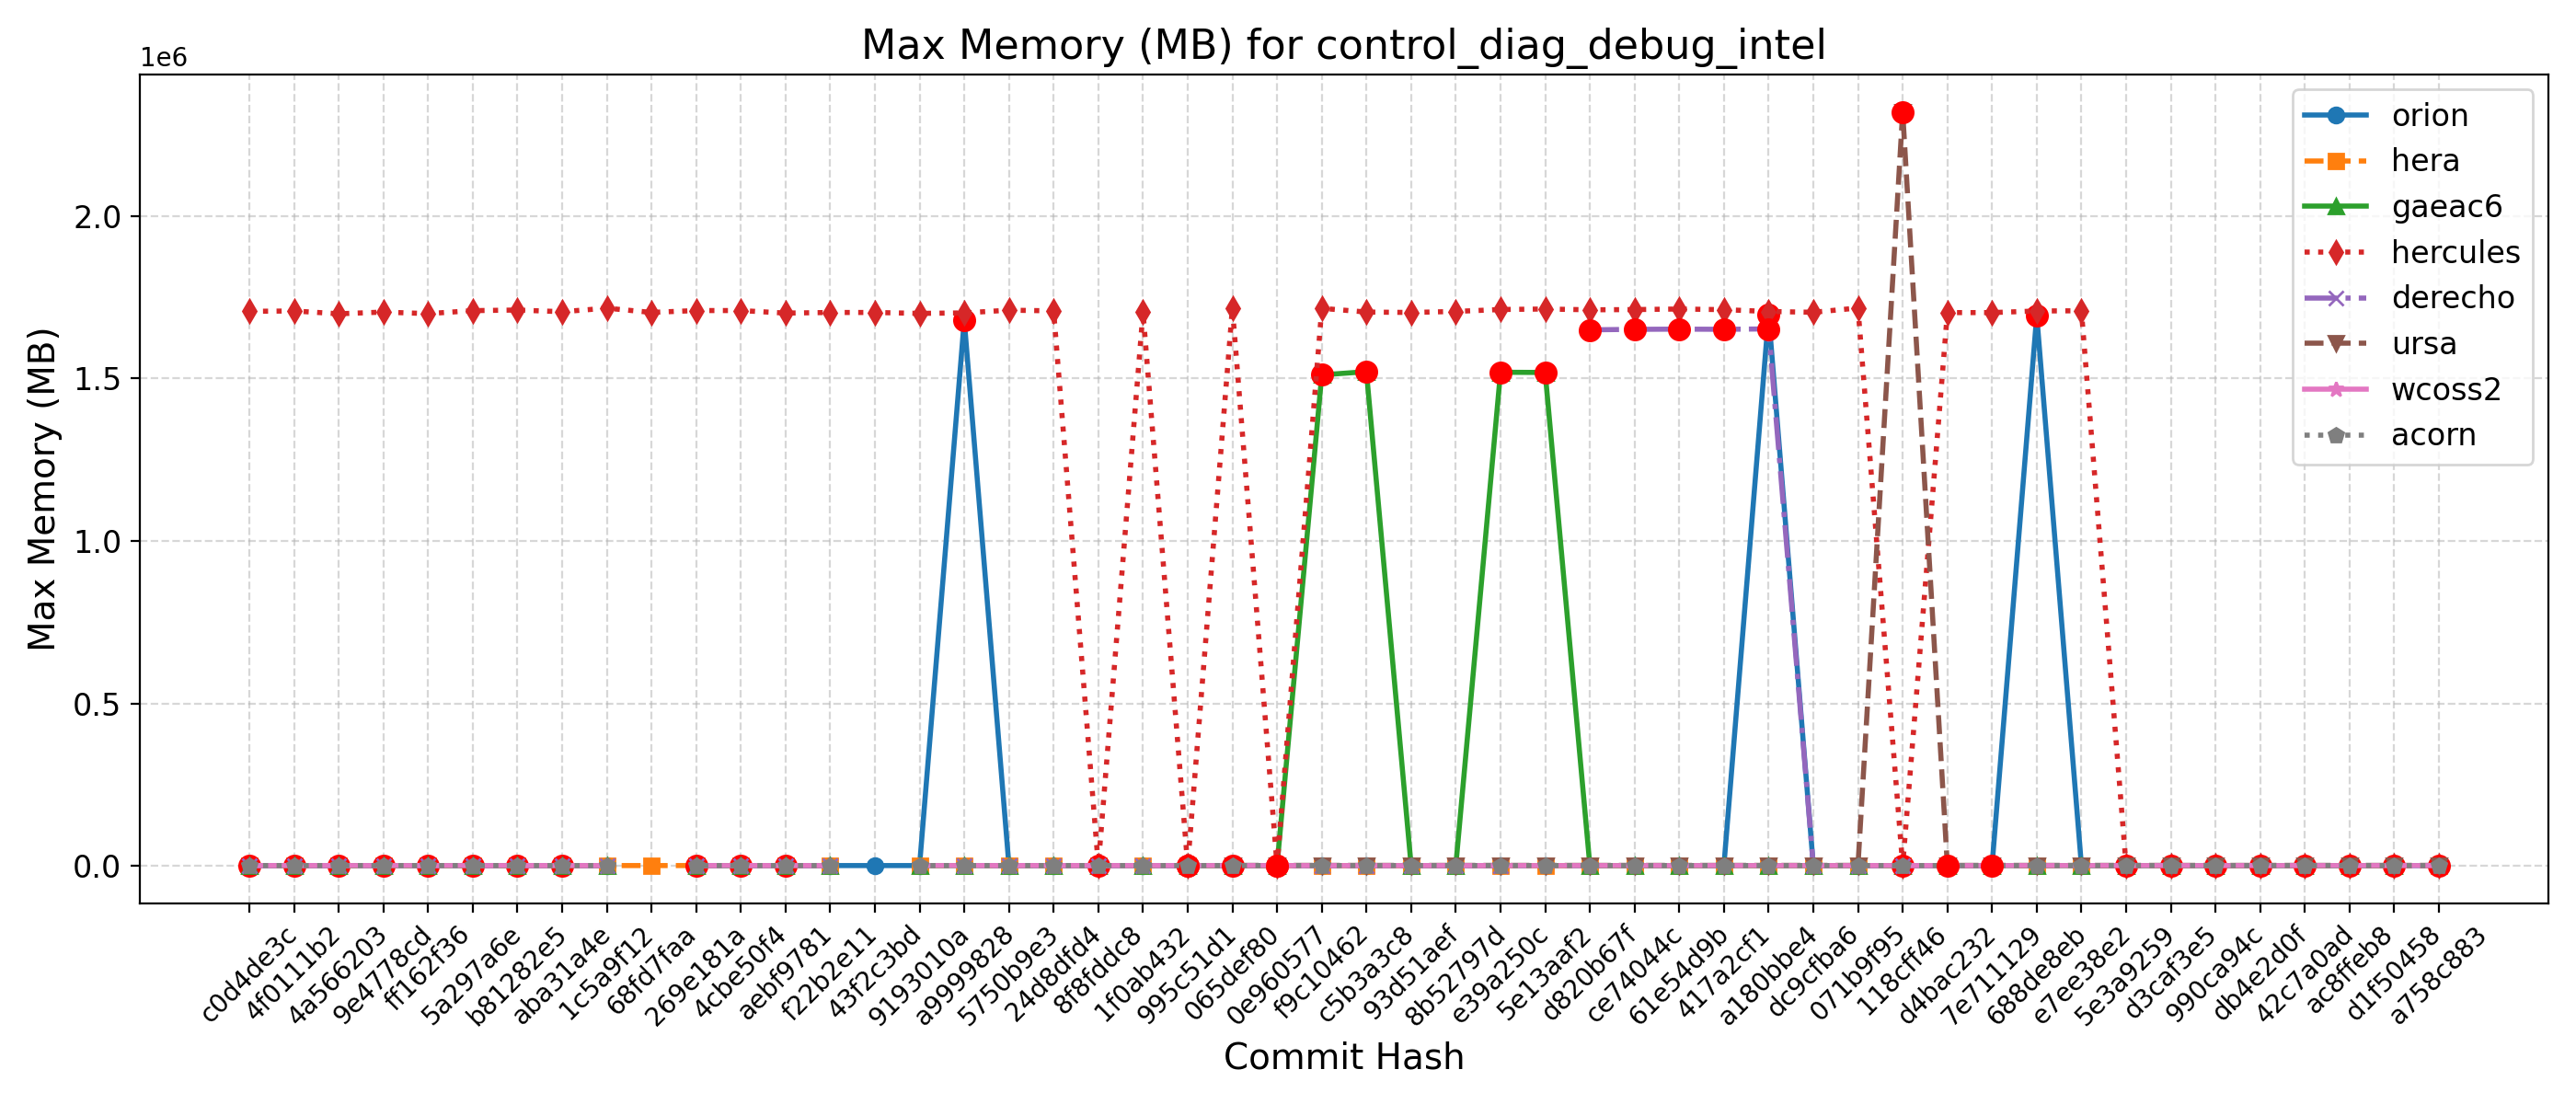 Max Memory (MB) for control_diag_debug_intel
1e6
2.0
1.5
1.0
0.5
0.0
Max Memory (MB)
orion
hera
gaeac6
hercules
derecho
ursa
wcoss2
acorn
c0d4de3c
4f0111b2
4a566203
9e4778cd
ff162f36
5a297a6e
b81282e5
aba31a4e
1c5a9f12
68fd7faa
269e181a
4cbe50f4
aebf9781
f22b2e11
43f2c3bd
9193010a
a9999828
5750b9e3
24d8dfd4
8f8fddc8
1f0ab432
995c51d1
065def80
0e960577
f9c10462
c5b3a3c8
93d51aef
8b52797d
e39a250c
5e13aaf2
d820b67f
ce74044c
61e54d9b
417a2cf1
a180bbe4
dc9cfba6
071b9f95
118cff46
d4bac232
7e711129
688de8eb
e7ee38e2
5e3a9259
d3caf3e5
990ca94c
db4e2d0f
42c7a0ad
ac8ffeb8
d1f50458
a758c883
Commit Hash